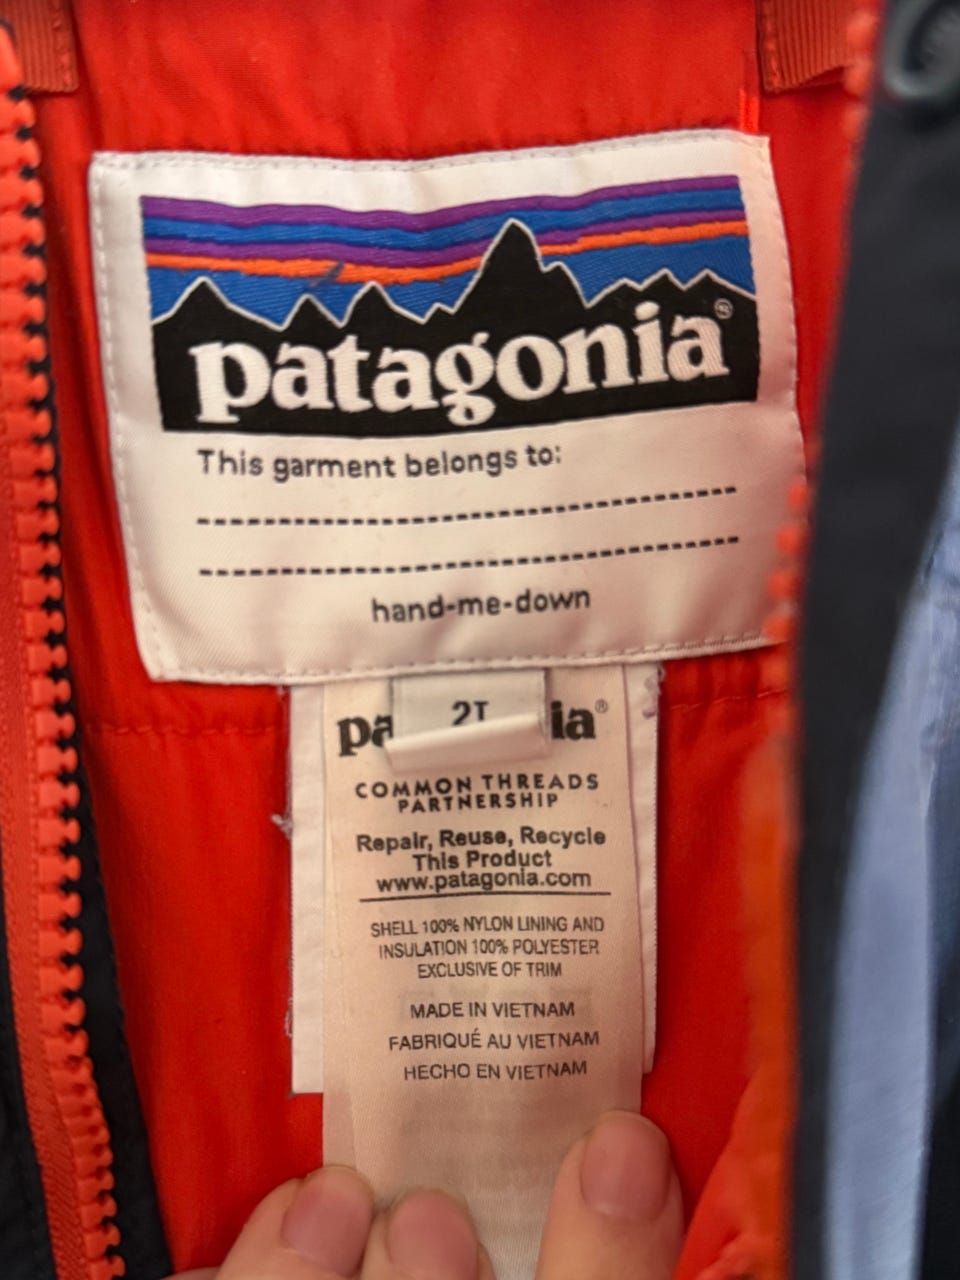 patagonia®
This garment belongs to:
hand-me-down
2T
pa ia®
COMMON THREADS
PARTNERSHIP
Repair, Reuse, Recycle
This Product
www.patagonia.com
SHELL 100% NYLON LINING AND
INSULATION 100% POLYESTER
EXCLUSIVE OF TRIM
MADE IN VIETNAM
FABRIQUÉ AU VIETNAM
HECHO EN VIETNAM